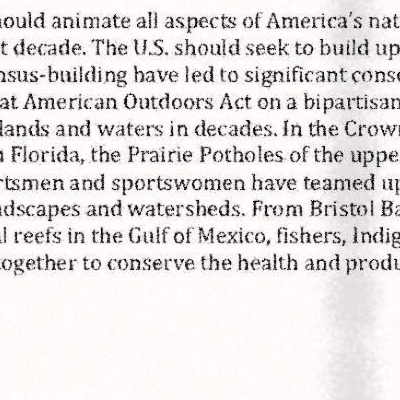 ould animate all aspects of America's nat
t decade. The U.S. should seek to build up
nsus-building have led to significant conse
at American Outdoors Act on a bipartisan
lands and waters in decades. In the Crow
n Florida, the Prairie Potholes of the uppe
rtsmen and sportswomen have teamed up
ndscapes and watersheds. From Bristol Ba
l reefs in the Gulf of Mexico, fishers, Indig
together to conserve the health and produ